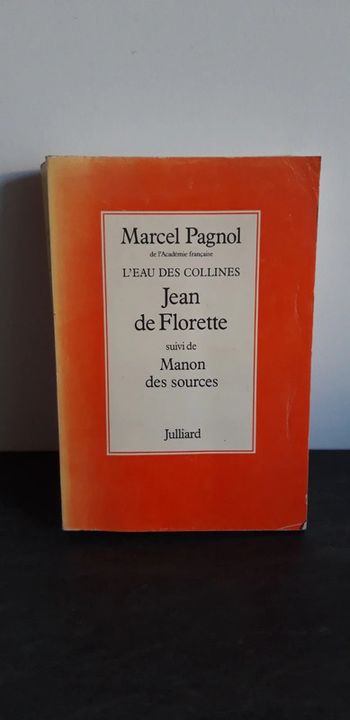 Marcel Pagnol
de l'Académie française
L'EAU DES COLLINES
Jean
de Florette
suivi de
Manon
des sources
Julliard